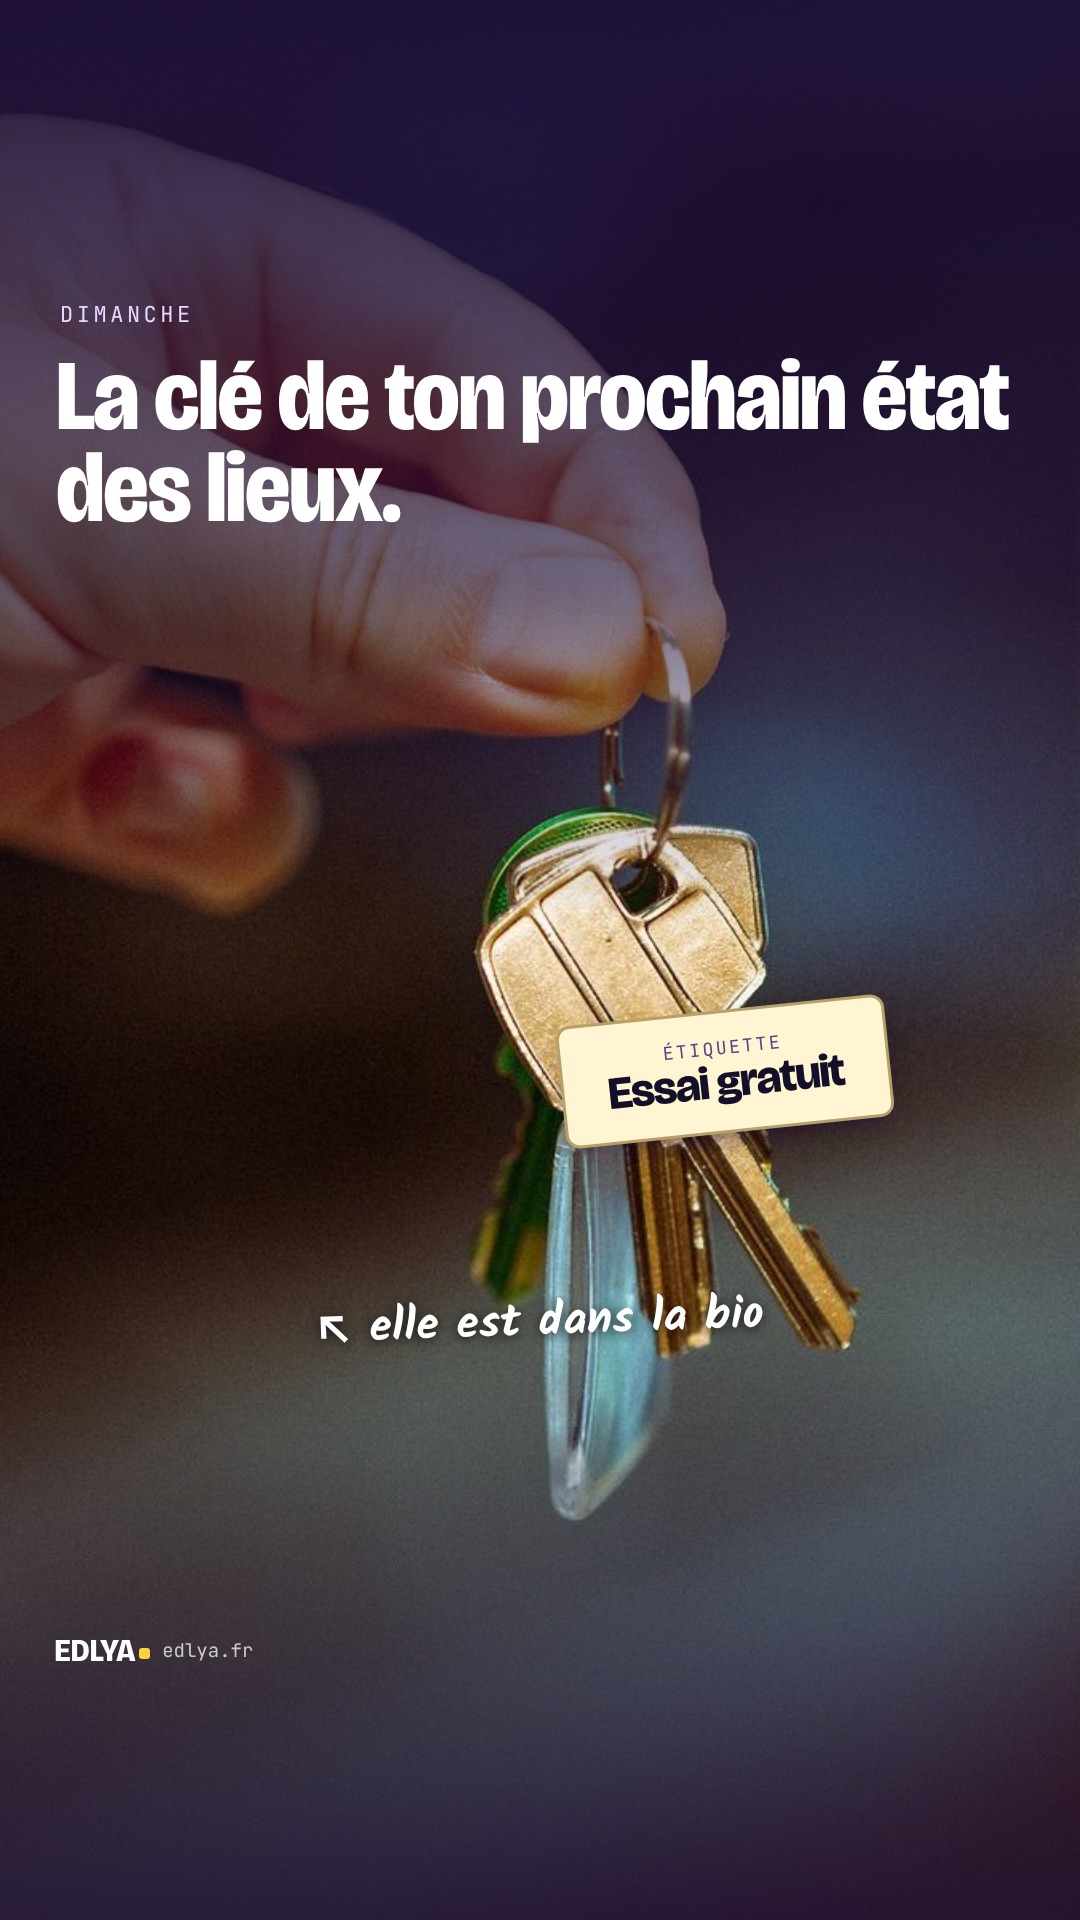 DIMANCHE
La clé de ton prochain état
des lieux.
ÉTIQUETTE
Essai gratuit
↖ elle est dans la bio
EDLYA. edlya.fr